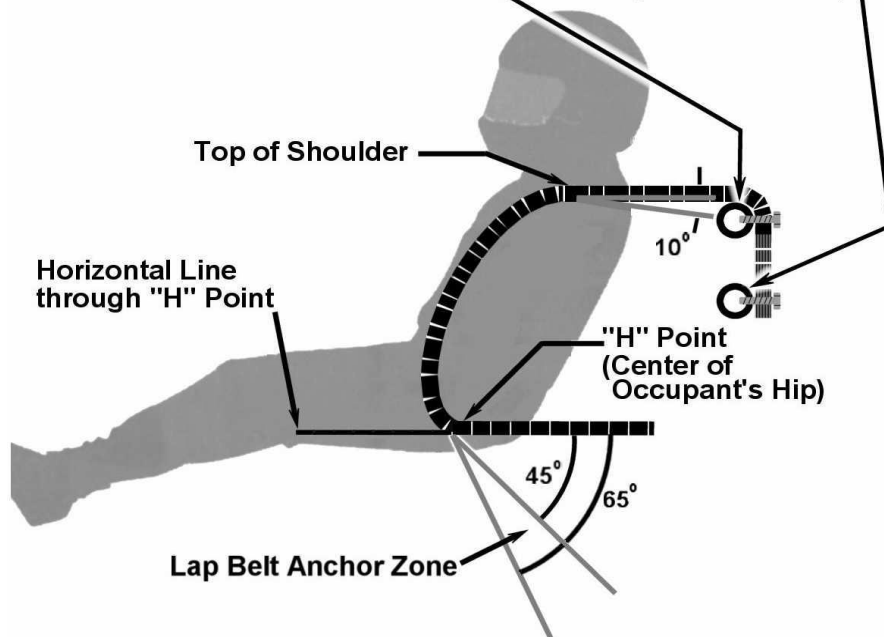 Top of Shoulder
10°
Horizontal Line
through "H" Point
"H" Point
(Center of
Occupant's Hip)
45°
65°
Lap Belt Anchor Zone